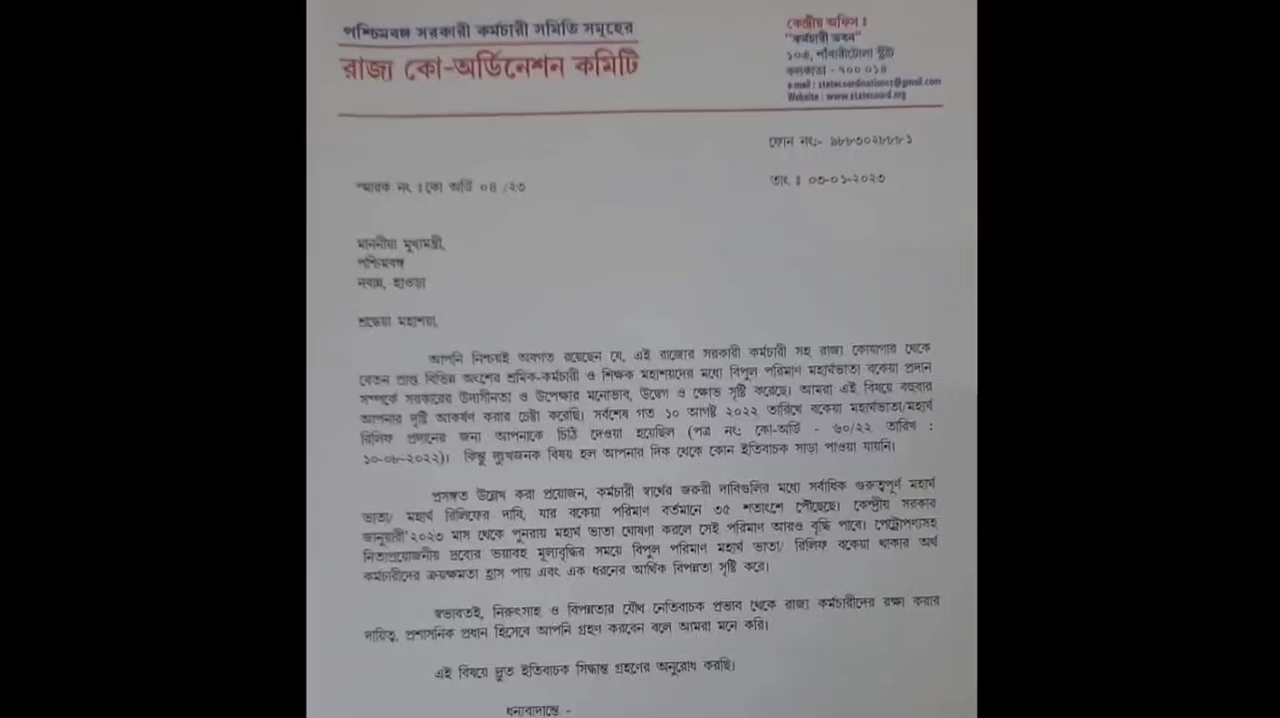 পশ্চিমবঙ্গ সরকারী কর্মচারী সমিতি সমূহের
রাজ্য কো-অর্ডিনেশন কমিটি
কেন্দ্রীয় অফিস ঃ
"কর্মচারী ভবন"
১০এ, শাঁখারীটোলা স্ট্রীট
কলকাতা - ৭০০ ০১৪
e.mail : statecoordinationcc@gmail.com
Website : www.statecoord.org
ফোন নং:- ৯৮৮৩০২৮৮৮১
স্মারক নং ঃ কো অর্ডি ০৪ /২৩
তাং ঃ ০৩-০১-২০২৩
মাননীয়া মুখ্যমন্ত্রী,
পশ্চিমবঙ্গ
নবান্ন, হাওড়া
শ্রদ্ধেয়া মহাশয়া,
আপনি নিশ্চয়ই অবগত রয়েছেন যে, এই রাজ্যের সরকারী কর্মচারী সহ রাজ্য কোষাগার থেকে
বেতন প্রাপ্ত বিভিন্ন অংশের শ্রমিক-কর্মচারী ও শিক্ষক মহাশয়দের মধ্যে বিপুল পরিমাণ মহার্ঘভাতা বকেয়া প্রদান
সম্পর্কে সরকারের উদাসীনতা ও উপেক্ষার মনোভাব, উদ্বেগ ও ক্ষোভ সৃষ্টি করেছে। আমরা এই বিষয়ে বহুবার
আপনার দৃষ্টি আকর্ষণ করার চেষ্টা করেছি। সর্বশেষ গত ১০ আগষ্ট ২০২২ তারিখে বকেয়া মহার্ঘভাতা/মহার্ঘ
রিলিফ প্রদানের জন্য আপনাকে চিঠি দেওয়া হয়েছিল (পত্র নং: কো-অর্ডি - ৬০/২২ তারিখ :
১০-০৮-২০২২)। কিন্তু দুঃখজনক বিষয় হল আপনার দিক থেকে কোন ইতিবাচক সাড়া পাওয়া যায়নি।
প্রসঙ্গত উল্লেখ করা প্রয়োজন, কর্মচারী স্বার্থের জরুরী দাবিগুলির মধ্যে সর্বাধিক গুরুত্বপূর্ণ মহার্ঘ
ভাতা/ মহার্ঘ রিলিফের দাবি, যার বকেয়া পরিমাণ বর্তমানে ৩৫ শতাংশে পৌছেছে। কেন্দ্রীয় সরকার
জানুয়ারী'২০২৩ মাস থেকে পুনরায় মহার্ঘ ভাতা ঘোষণা করলে সেই পরিমাণ আরও বৃদ্ধি পাবে। পেট্রোপণ্যসহ
নিত্যপ্রয়োজনীয় দ্রব্যের ভয়াবহ মূল্যবৃদ্ধির সময়ে বিপুল পরিমাণ মহার্ঘ ভাতা/ রিলিফ বকেয়া থাকার অর্থ
কর্মচারীদের ক্রয়ক্ষমতা হ্রাস পায় এবং এক ধরনের আর্থিক বিপন্নতা সৃষ্টি করে।
স্বভাবতই, নিরুৎসাহ ও বিপন্নতার যৌথ নেতিবাচক প্রভাব থেকে রাজ্য কর্মচারীদের রক্ষা করার
দায়িত্ব, প্রশাসনিক প্রধান হিসেবে আপনি গ্রহণ করবেন বলে আমরা মনে করি।
এই বিষয়ে দ্রুত ইতিবাচক সিদ্ধান্ত গ্রহণের অনুরোধ করছি।
ধন্যবাদান্তে -